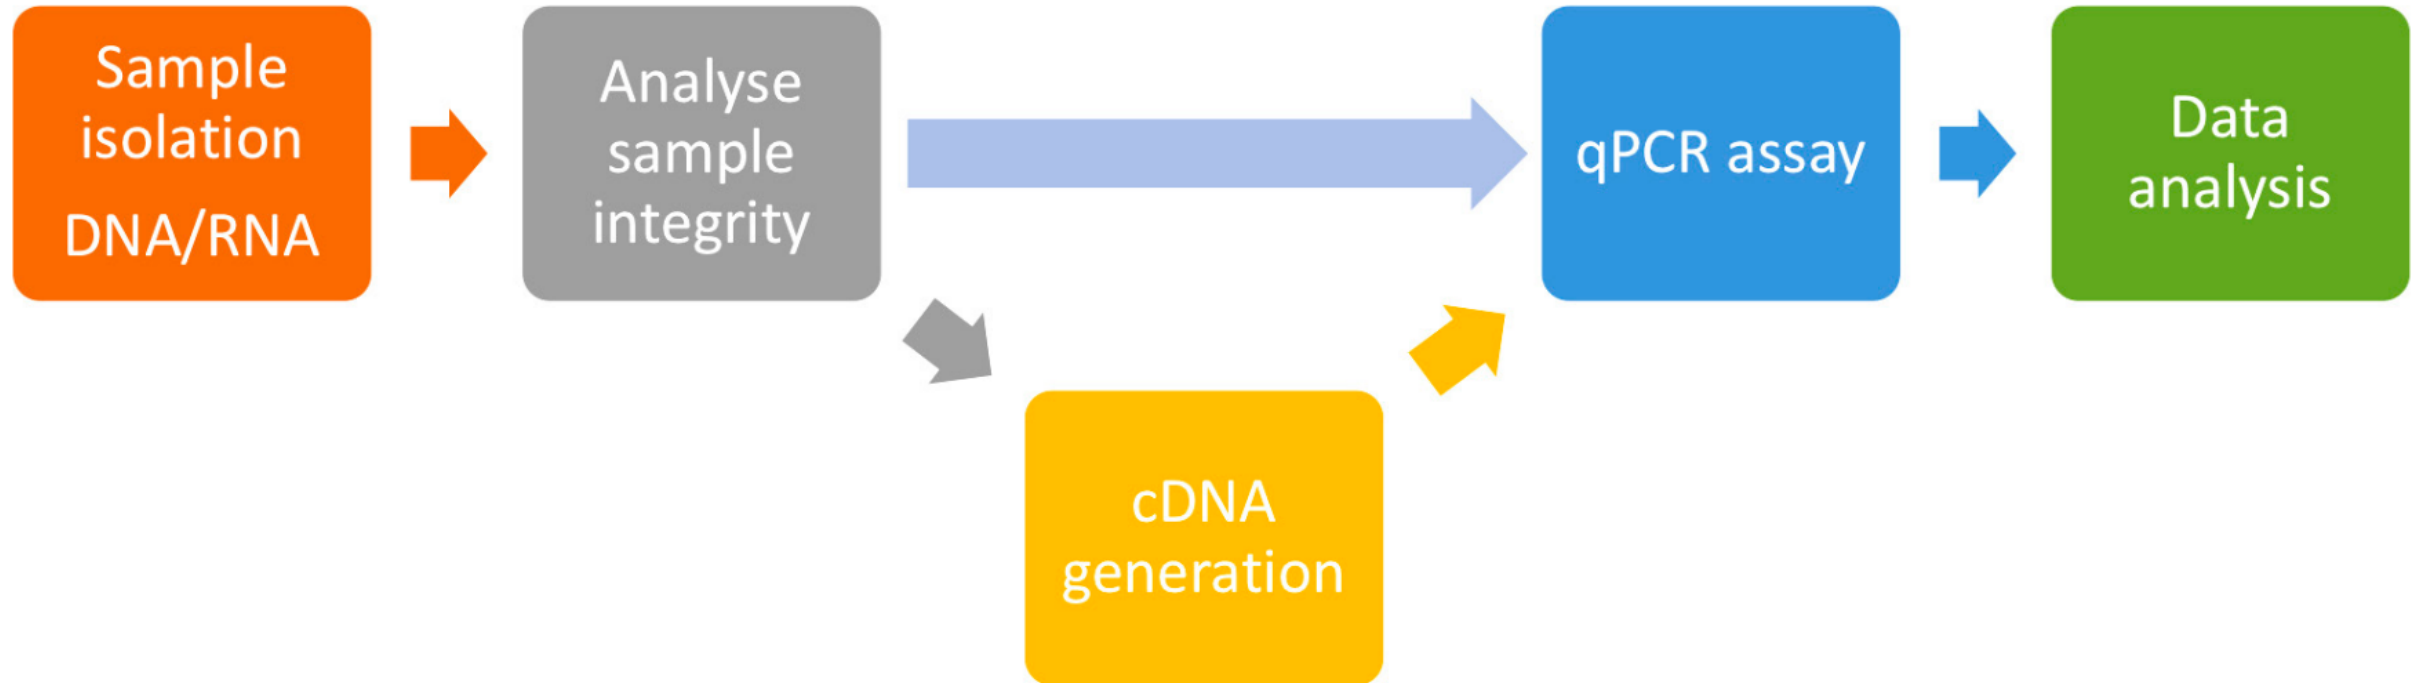 Sample
isolation
DNA/RNA
Analyse
sample
integrity
qPCR assay
Data
analysis
cDNA
generation